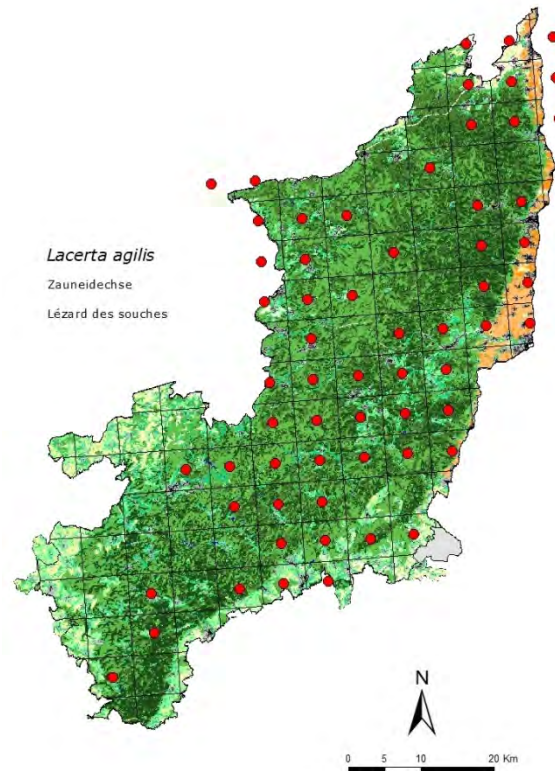 Lacerta agilis
Zauneidechse
Lézard des souches
N
0 5 10 20 Km